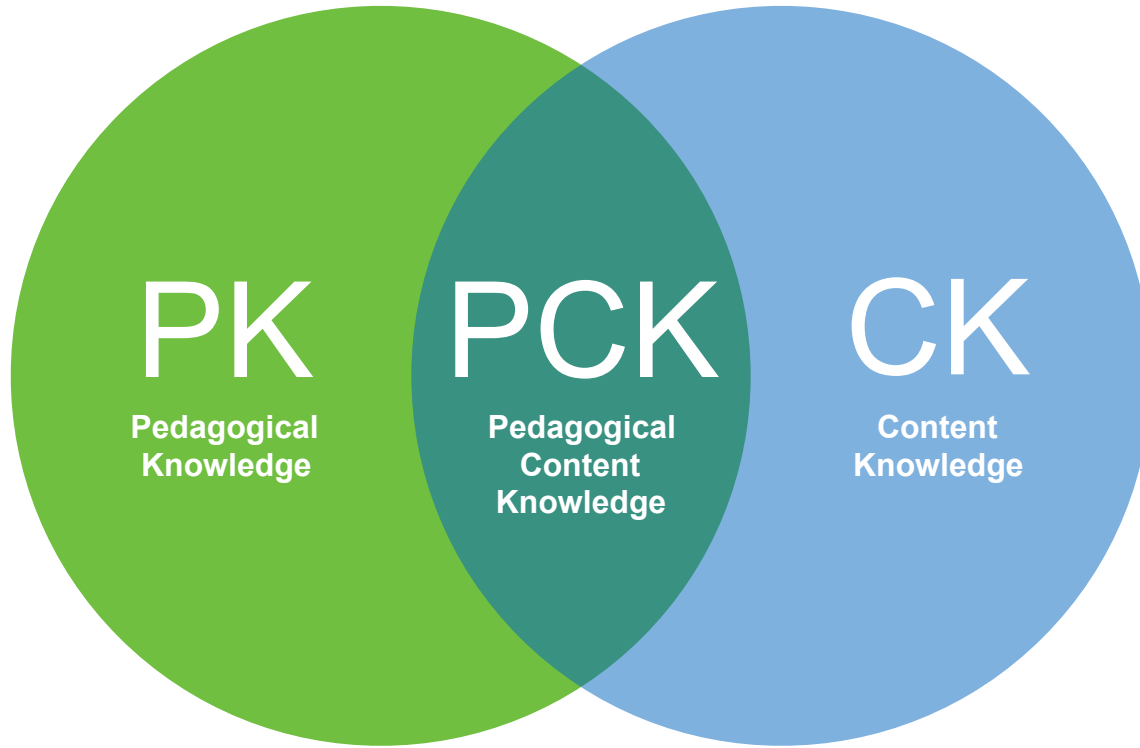 PK
Pedagogical
Knowledge
PCK
Pedagogical
Content
Knowledge
CK
Content
Knowledge